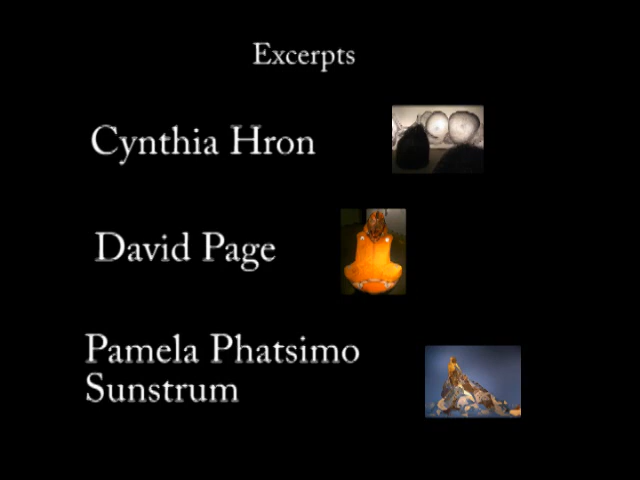 Excerpts
Cynthia Hron
David Page
Pamela Phatsimo
Sunstrum